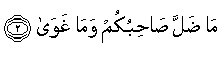 مَا ضَلَّ صَاحِبُكُمْ وَمَا غَوَىٰ ﴿٢﴾